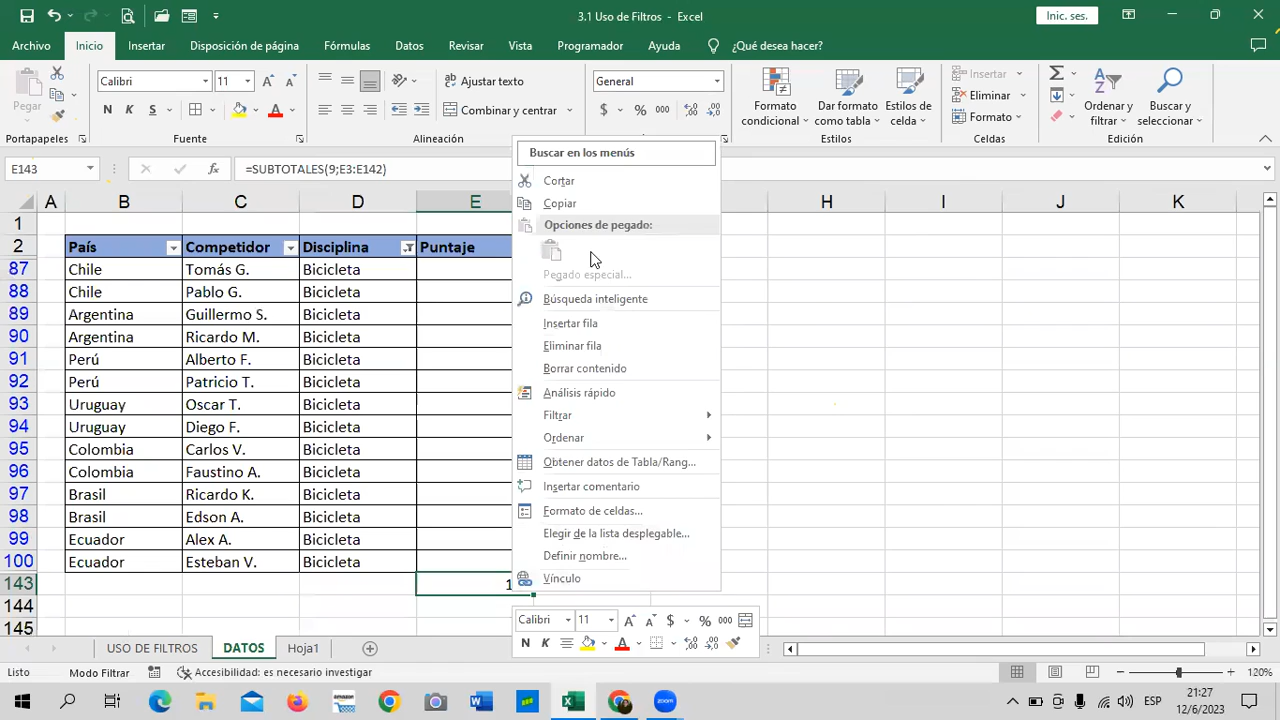 3.1 Uso de Filtros - Excel
Inic. ses.
Archivo Inicio Insertar Disposición de página Fórmulas Datos Revisar Vista Programador Ayuda ¿Qué desea hacer?
Pegar
Portapapeles
Calibri 11
N K S
Fuente
Ajustar texto
Combinar y centrar
Alineación
General
$ % 000
Formato condicional
Dar formato como tabla
Estilos de celda
Estilos
Insertar
Eliminar
Formato
Celdas
Ordenar y filtrar
Buscar y seleccionar
Edición
E143
fx =SUBTOTALES(9;E3:E142)
A B C D E H I J K
1
2 País Competidor Disciplina Puntaje
87 Chile Tomás G. Bicicleta
88 Chile Pablo G. Bicicleta
89 Argentina Guillermo S. Bicicleta
90 Argentina Ricardo M. Bicicleta
91 Perú Alberto F. Bicicleta
92 Perú Patricio T. Bicicleta
93 Uruguay Oscar T. Bicicleta
94 Uruguay Diego F. Bicicleta
95 Colombia Carlos V. Bicicleta
96 Colombia Faustino A. Bicicleta
97 Brasil Ricardo K. Bicicleta
98 Brasil Edson A. Bicicleta
99 Ecuador Alex A. Bicicleta
100 Ecuador Esteban V. Bicicleta
143 1
144
145
Buscar en los menús
Cortar
Copiar
Opciones de pegado:
Pegado especial...
Búsqueda inteligente
Insertar fila
Eliminar fila
Borrar contenido
Análisis rápido
Filtrar
Ordenar
Obtener datos de Tabla/Rang...
Insertar comentario
Formato de celdas...
Elegir de la lista desplegable...
Definir nombre...
Vínculo
Calibri 11 $ % 000
N K
USO DE FILTROS DATOS Hoja1
Listo Modo Filtrar Accesibilidad: es necesario investigar
120%
ESP
21:27
12/6/2023